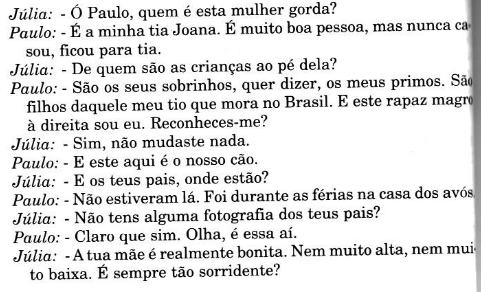 Júlia: - Ó Paulo, quem é esta mulher gorda?
Paulo: - É a minha tia Joana. É muito boa pessoa, mas nunca ca-
sou, ficou para tia.
Júlia: - De quem são as crianças ao pé dela?
Paulo: - São os seus sobrinhos, quer dizer, os meus primos. São
filhos daquele meu tio que mora no Brasil. E este rapaz magro
à direita sou eu. Reconheces-me?
Júlia: - Sim, não mudaste nada.
Paulo: - E este aqui é o nosso cão.
Júlia: - E os teus pais, onde estão?
Paulo: - Não estiveram lá. Foi durante as férias na casa dos avós.
Júlia: - Não tens alguma fotografia dos teus pais?
Paulo: - Claro que sim. Olha, é essa aí.
Júlia: - A tua mãe é realmente bonita. Nem muito alta, nem mui-
to baixa. É sempre tão sorridente?